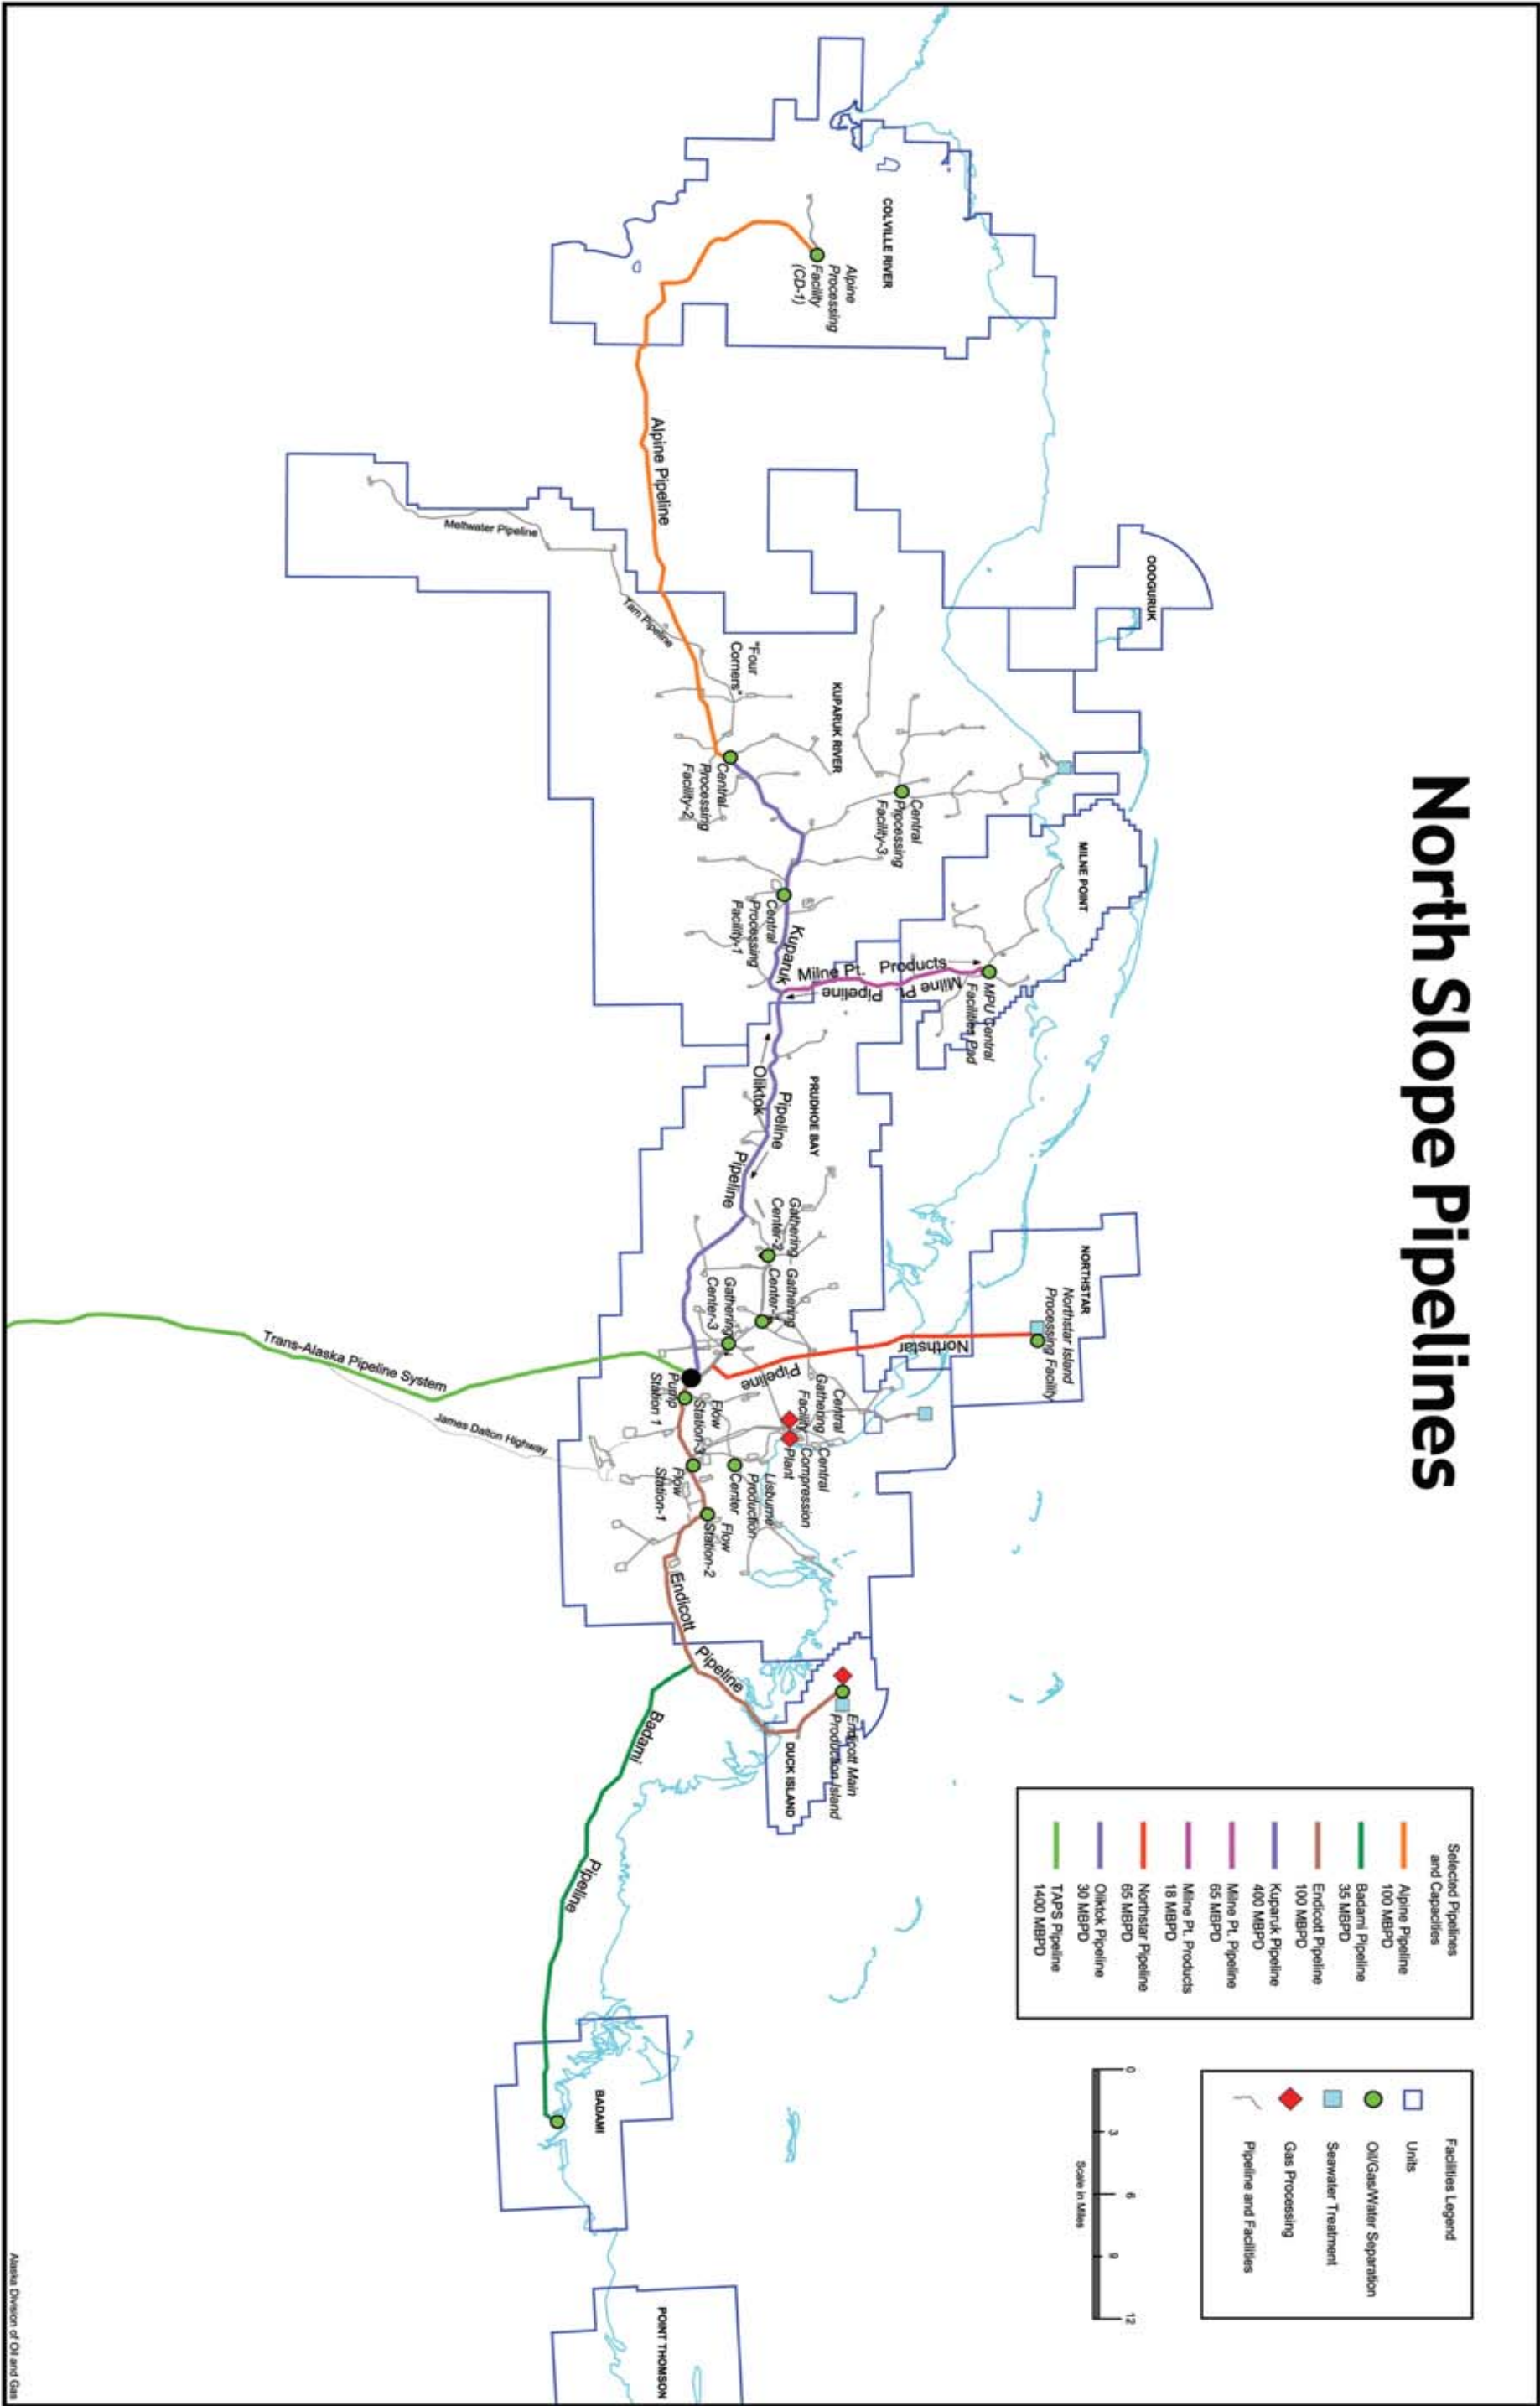 North Slope Pipelines
COLVILLE RIVER
Alpine
Processing
Facility
(CD-1)
Alpine Pipeline
Meltwater Pipeline
Tarn Pipeline
"Four
Corners"
KUPARUK RIVER
OOOGURUK
Central
Processing
Facility-2
Central
Processing
Facility-3
Central
Processing
Facility-1
MILNE POINT
MPU Central
Facilities Pad
Milne Pt. Products
Milne Pt.
Pipeline
Kuparuk
Pipeline
Oliktok
Pipeline
PRUDHOE BAY
Gathering
Center-2
Gathering
Center-1
Gathering
Center-3
NORTHSTAR
Northstar Island
Processing Facility
Northstar
Pipeline
Trans-Alaska Pipeline System
James Dalton Highway
Pump
Station 1
Flow
Station-3
Flow
Station-1
Flow
Station-2
Central
Gathering
Facility
Central
Compression
Plant
Lisburne
Production
Center
Endicott
Pipeline
Endicott Main
Production Island
DUCK ISLAND
Badami
Pipeline
BADAMI
POINT THOMSON
Selected Pipelines
and Capacities
Alpine Pipeline
100 MBPD
Badami Pipeline
35 MBPD
Endicott Pipeline
100 MBPD
Kuparuk Pipeline
400 MBPD
Milne Pt. Pipeline
65 MBPD
Milne Pt. Products
18 MBPD
Northstar Pipeline
65 MBPD
Oliktok Pipeline
30 MBPD
TAPS Pipeline
1400 MBPD
Facilities Legend
Units
Oil/Gas/Water Separation
Seawater Treatment
Gas Processing
Pipeline and Facilities
0 3 6 9 12
Scale in Miles
Alaska Division of Oil and Gas